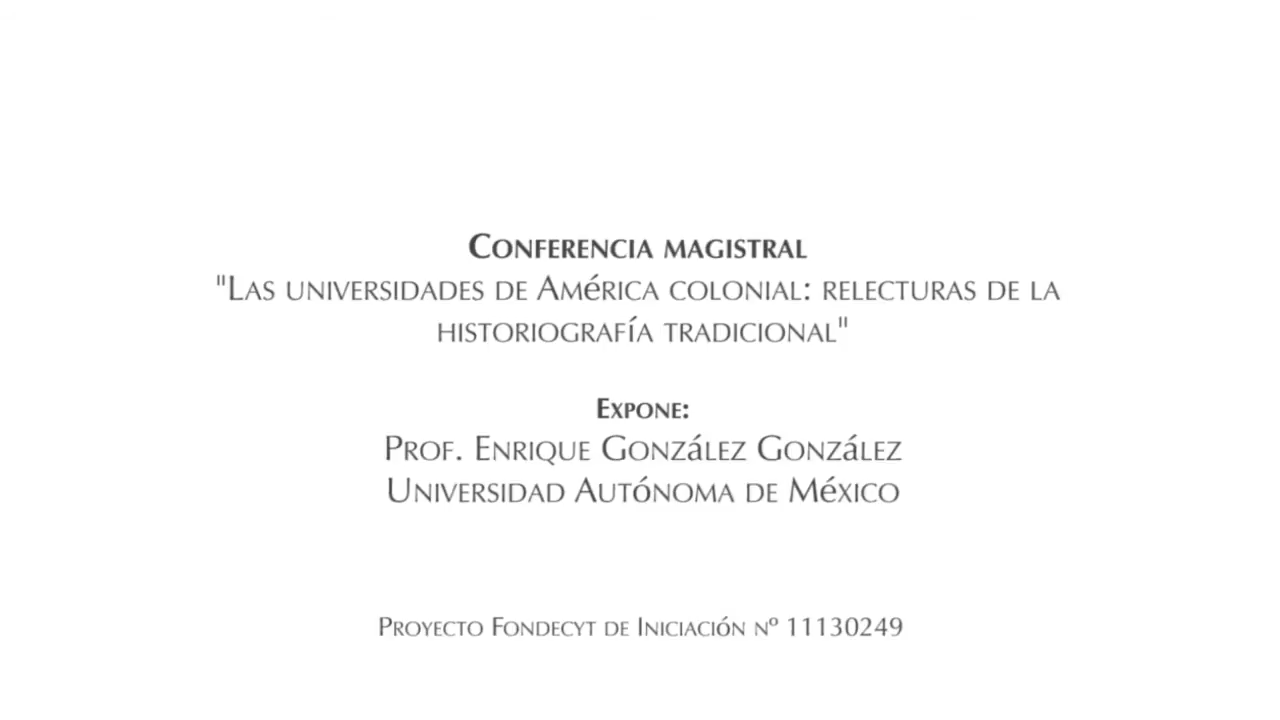 Conferencia magistral
"Las universidades de América colonial: relecturas de la
historiografía tradicional"
Expone:
Prof. Enrique González González
Universidad Autónoma de México
Proyecto Fondecyt de Iniciación nº 11130249